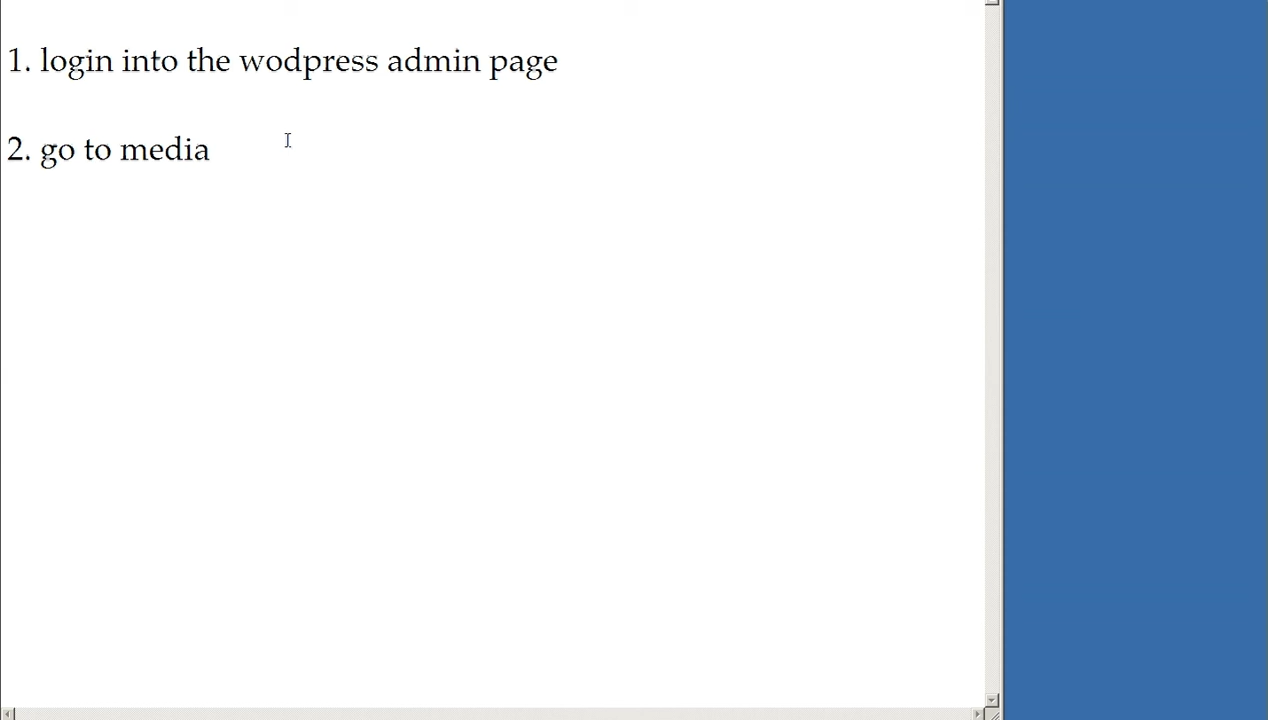 1. login into the wodpress admin page
2. go to media